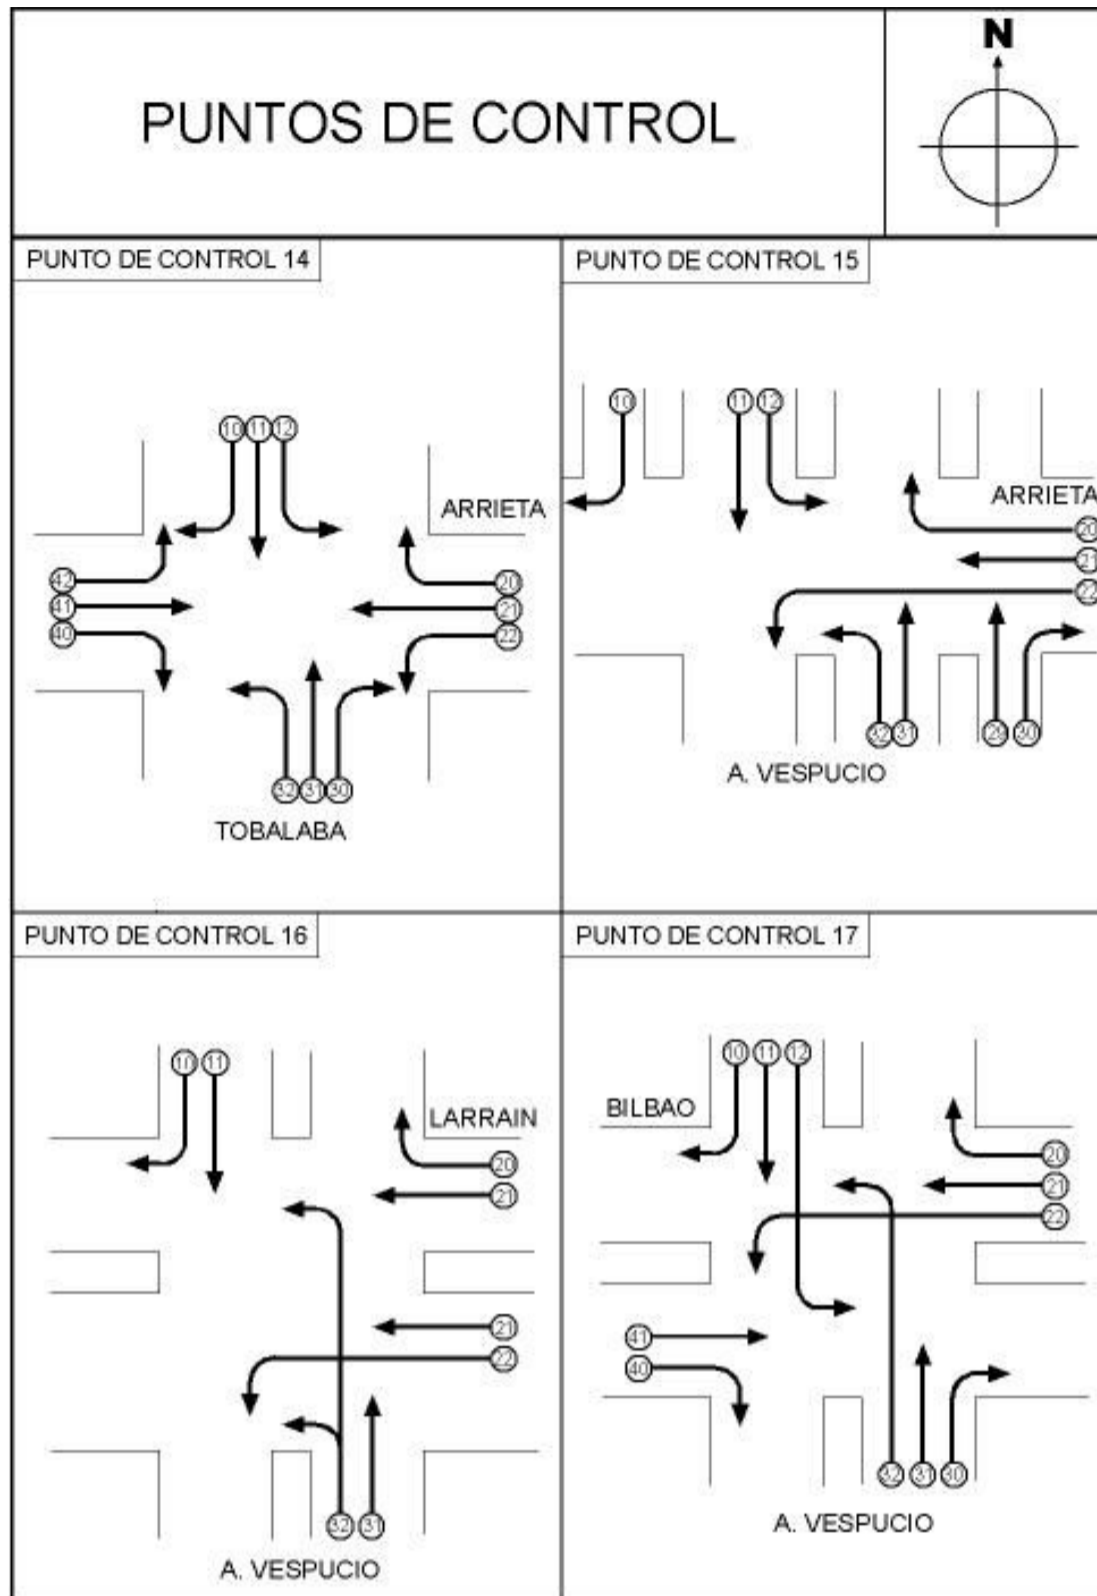 PUNTOS DE CONTROL
N
PUNTO DE CONTROL 14
10 11 12
ARRIETA
42
41
40
20
21
22
32 31 30
TOBALABA
PUNTO DE CONTROL 15
10
11 12
ARRIETA
20
21
22
32 31
29 30
A. VESPUCIO
PUNTO DE CONTROL 16
10 11
LARRAIN
20
21
21
22
32 31
A. VESPUCIO
PUNTO DE CONTROL 17
10 11 12
BILBAO
20
21
22
41
40
32 31 30
A. VESPUCIO